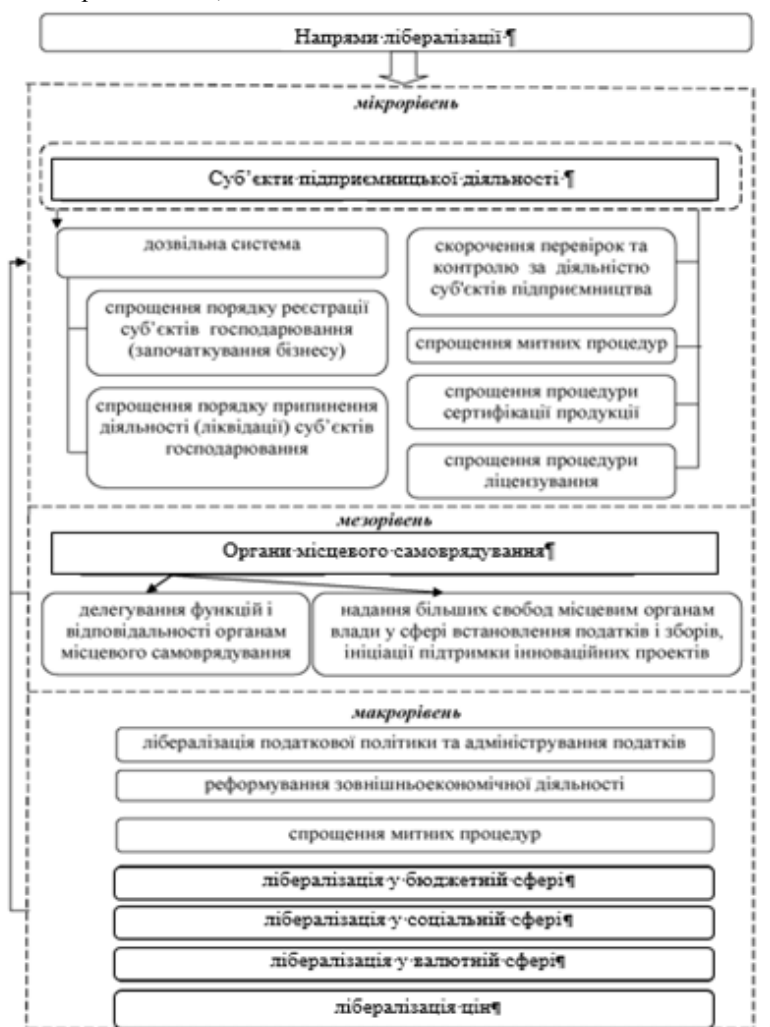 Напрями·лібералізації·¶
мікрорівень
Суб’єкти·підприємницької·діяльності·¶
дозвільна система
спрощення порядку реєстрації
суб’єктів господарювання
(започаткування бізнесу)
спрощення порядку припинення
діяльності (ліквідації) суб’єктів
господарювання
скорочення перевірок та
контролю за діяльністю
суб'єктів підприємництва
спрощення митних процедур
спрощення процедури
сертифікації продукції
спрощення процедури
ліцензування
мезорівень
Органи·місцевого·самоврядування¶
делегування функцій і
відповідальності органам
місцевого самоврядування
надання більших свобод місцевим органам
влади у сфері встановлення податків і зборів,
ініціації підтримки інноваційних проектів
макрорівень
лібералізація податкової політики та адміністрування податків
реформування зовнішньоекономічної діяльності
спрощення митних процедур
лібералізація·у·бюджетній·сфері¶
лібералізація·у·соціальній·сфері¶
лібералізація·у·валютній·сфері¶
лібералізація·цін¶